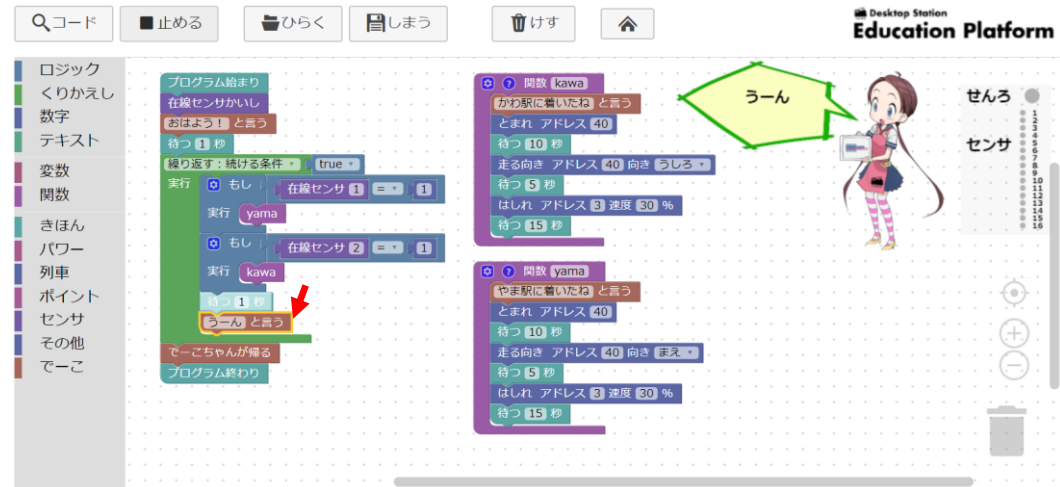 コード
止める
ひらく
しまう
けす
Desktop Station
Education Platform
ロジック
くりかえし
数字
テキスト
変数
関数
きほん
パワー
列車
ポイント
センサ
その他
でーこ
プログラム始まり
在線センサかいし
おはよう！ と言う
待つ 1 秒
繰り返す：続ける条件 true
実行 もし 在線センサ 1 = 1
実行 yama
もし 在線センサ 2 = 1
実行 kawa
待つ 1 秒
うーん と言う
でーこちゃんが帰る
プログラム終わり
? 関数 kawa
かわ駅に着いたね と言う
とまれ アドレス 40
待つ 10 秒
走る向き アドレス 40 向き うしろ
待つ 5 秒
はしれ アドレス 3 速度 30 %
待つ 15 秒
? 関数 yama
やま駅に着いたね と言う
とまれ アドレス 40
待つ 10 秒
走る向き アドレス 40 向き まえ
待つ 5 秒
はしれ アドレス 3 速度 30 %
待つ 15 秒
うーん
せんろ
センサ
1
2
3
4
5
6
7
8
9
10
11
12
13
14
15
16